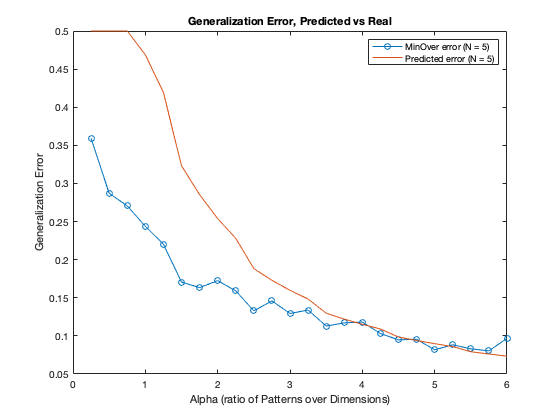 Generalization Error, Predicted vs Real
MinOver error (N = 5)
Predicted error (N = 5)
0.5
0.45
0.4
0.35
0.3
0.25
0.2
0.15
0.1
0.05
Generalization Error
0 1 2 3 4 5 6
Alpha (ratio of Patterns over Dimensions)